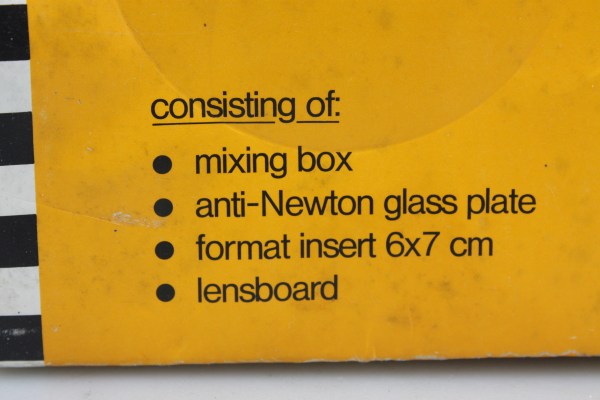 consisting of:
● mixing box
● anti-Newton glass plate
● format insert 6x7 cm
● lensboard